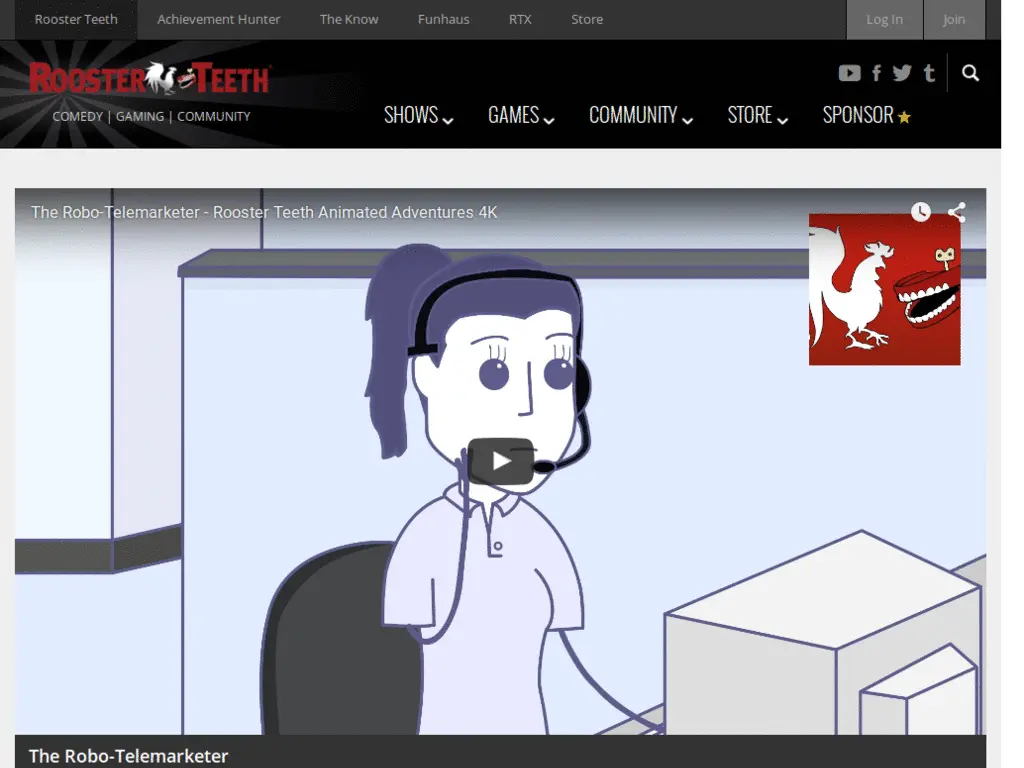 Rooster Teeth Achievement Hunter The Know Funhaus RTX Store Log In Join
ROOSTER TEETH
COMEDY | GAMING | COMMUNITY
SHOWS GAMES COMMUNITY STORE SPONSOR
The Robo-Telemarketer - Rooster Teeth Animated Adventures 4K
The Robo-Telemarketer